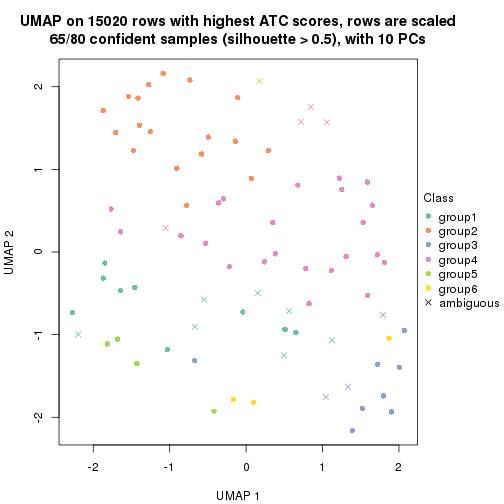 UMAP on 15020 rows with highest ATC scores, rows are scaled
65/80 confident samples (silhouette > 0.5), with 10 PCs
UMAP 2
2
1
0
-1
-2
-2
-1
0
1
2
UMAP 1
Class
group1
group2
group3
group4
group5
group6
ambiguous